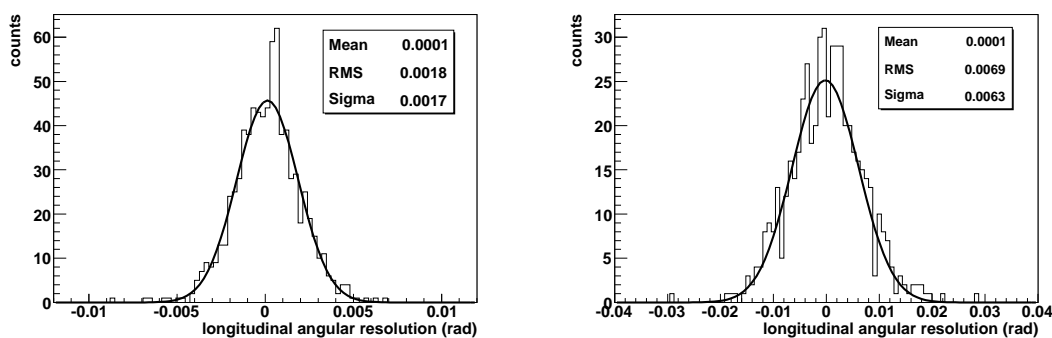 counts
60
50
40
30
20
10
0
Mean 0.0001
RMS 0.0018
Sigma 0.0017
-0.01 -0.005 0 0.005 0.01
longitudinal angular resolution (rad)
counts
30
25
20
15
10
5
0
Mean 0.0001
RMS 0.0069
Sigma 0.0063
-0.04 -0.03 -0.02 -0.01 0 0.01 0.02 0.03 0.04
longitudinal angular resolution (rad)